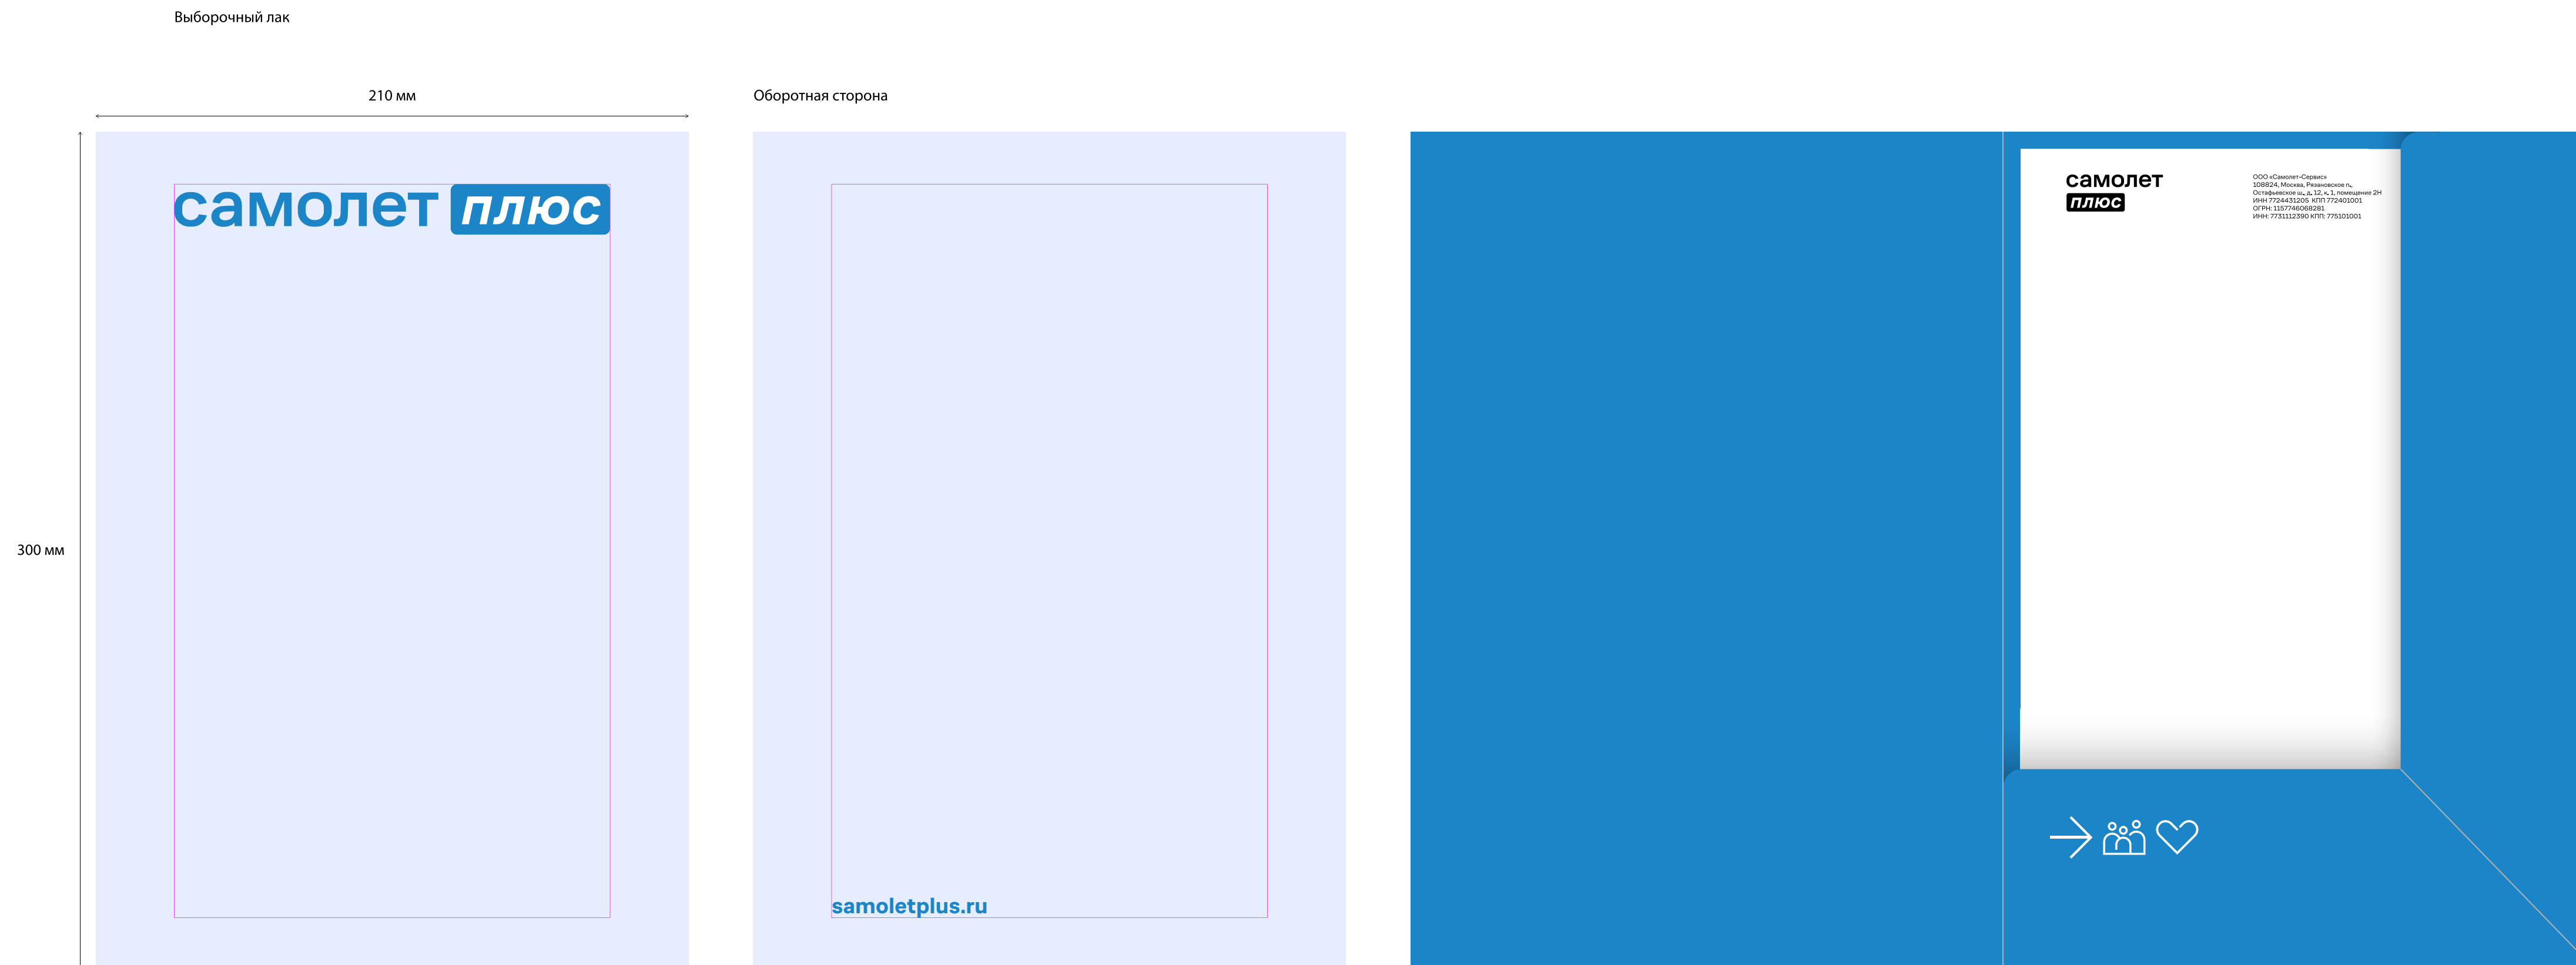 Выборочный лак
210 мм
Оборотная сторона
300 мм
самолет плюс
samoletplus.ru
самолет
плюс
ООО «Самолет-Сервис»
108824, Москва, Рязановское п.,
Остафьевское ш., д. 12, к. 1, помещение 2Н
ИНН 7724431205 КПП 772401001
ОГРН: 1157746068281
ИНН: 7731112390 КПП: 775101001